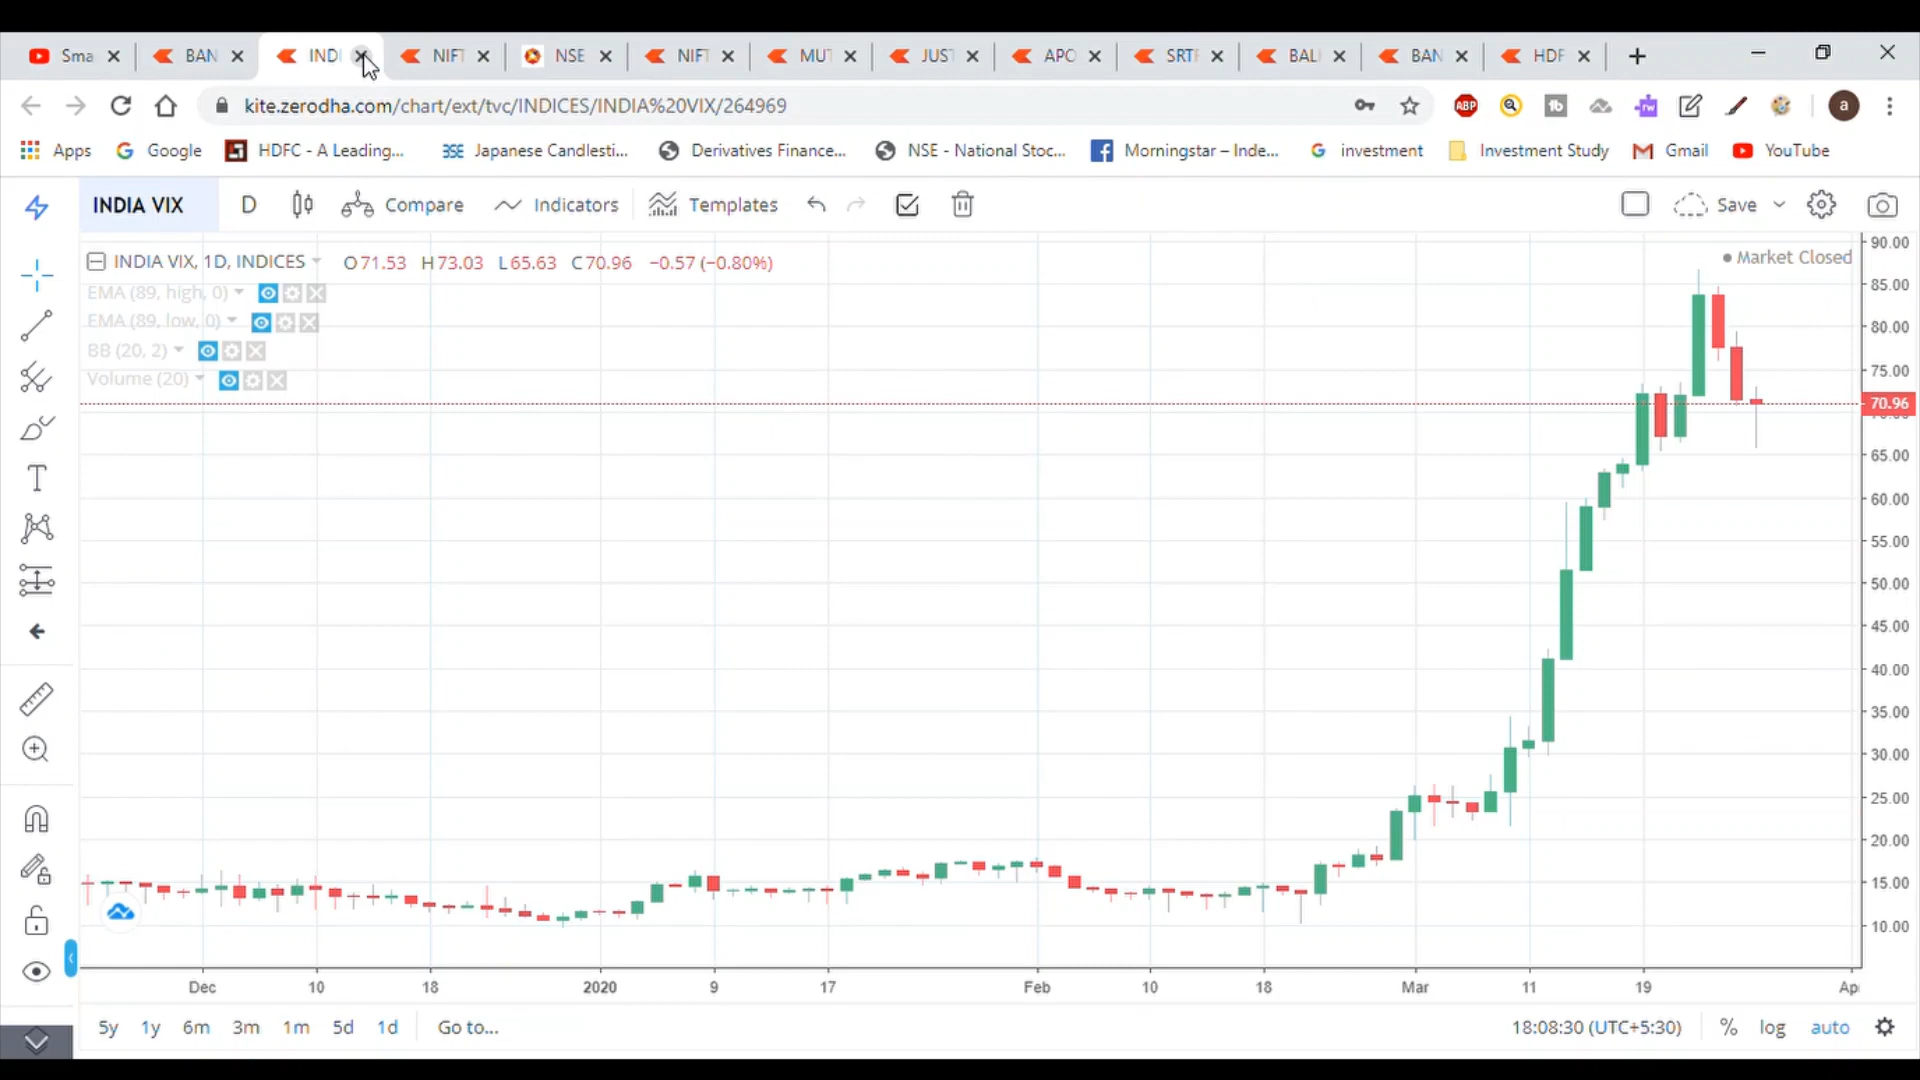 Sma BAN INDI NIFT NSE NIFT MUT JUST APO SRTF BAL BAN HDF
kite.zerodha.com/chart/ext/tvc/INDICES/INDIA%20VIX/264969
ABP tb rw a
Apps Google HDFC - A Leading... Japanese Candlesti... Derivatives Finance... NSE - National Stoc... Morningstar – Inde... investment Investment Study Gmail YouTube
INDIA VIX D Compare Indicators Templates Save
INDIA VIX, 1D, INDICES O71.53 H73.03 L65.63 C70.96 −0.57 (−0.80%)
Market Closed
EMA (89, high, 0)
EMA (89, low, 0)
BB (20, 2)
Volume (20)
90.00
85.00
80.00
75.00
70.96
65.00
60.00
55.00
50.00
45.00
40.00
35.00
30.00
25.00
20.00
15.00
10.00
Dec 10 18 2020 9 17 Feb 10 18 Mar 11 19 Ap
5y 1y 6m 3m 1m 5d 1d Go to... 18:08:30 (UTC+5:30) % log auto